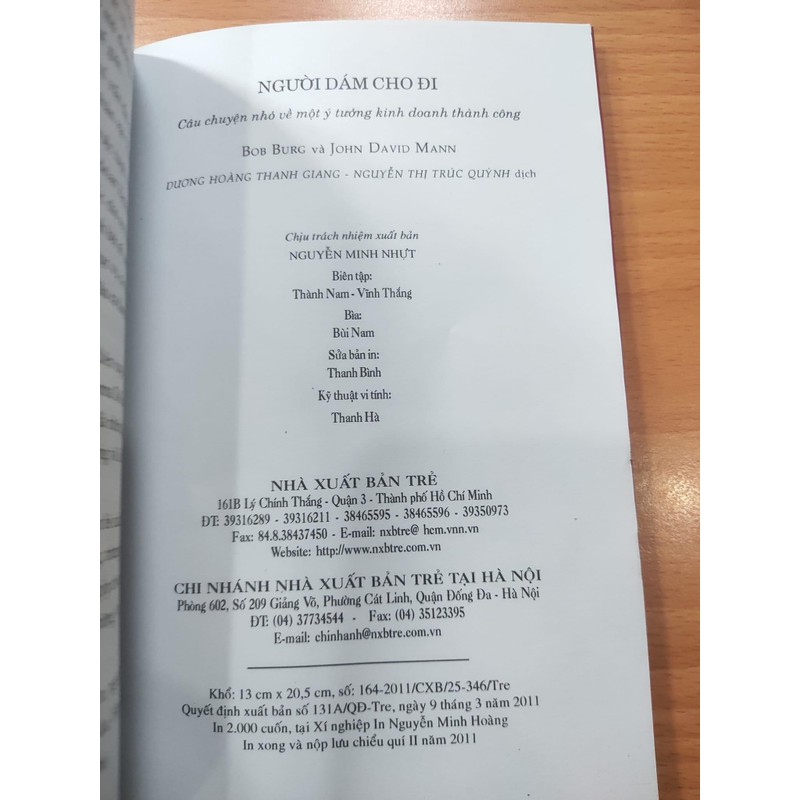 NGƯỜI DÁM CHO ĐI
Câu chuyện nhỏ về một ý tưởng kinh doanh thành công
BOB BURG và JOHN DAVID MANN
DƯƠNG HOÀNG THANH GIANG - NGUYỄN THỊ TRÚC QUỲNH dịch
Chịu trách nhiệm xuất bản
NGUYỄN MINH NHỰT
Biên tập:
Thành Nam - Vĩnh Thắng
Bìa:
Bùi Nam
Sửa bản in:
Thanh Bình
Kỹ thuật vi tính:
Thanh Hà
NHÀ XUẤT BẢN TRẺ
161B Lý Chính Thắng - Quận 3 - Thành phố Hồ Chí Minh
ĐT: 39316289 - 39316211 - 38465595 - 38465596 - 39350973
Fax: 84.8.38437450 - E-mail: nxbtre@ hcm.vnn.vn
Website: http://www.nxbtre.com.vn
CHI NHÁNH NHÀ XUẤT BẢN TRẺ TẠI HÀ NỘI
Phòng 602, Số 209 Giảng Võ, Phường Cát Linh, Quận Đống Đa - Hà Nội
ĐT: (04) 37734544 - Fax: (04) 35123395
E-mail: chinhanh@nxbtre.com.vn
Khổ: 13 cm x 20,5 cm, số: 164-2011/CXB/25-346/Tre
Quyết định xuất bản số 131A/QĐ-Tre, ngày 9 tháng 3 năm 2011
In 2.000 cuốn, tại Xí nghiệp In Nguyễn Minh Hoàng
In xong và nộp lưu chiểu quí II năm 2011